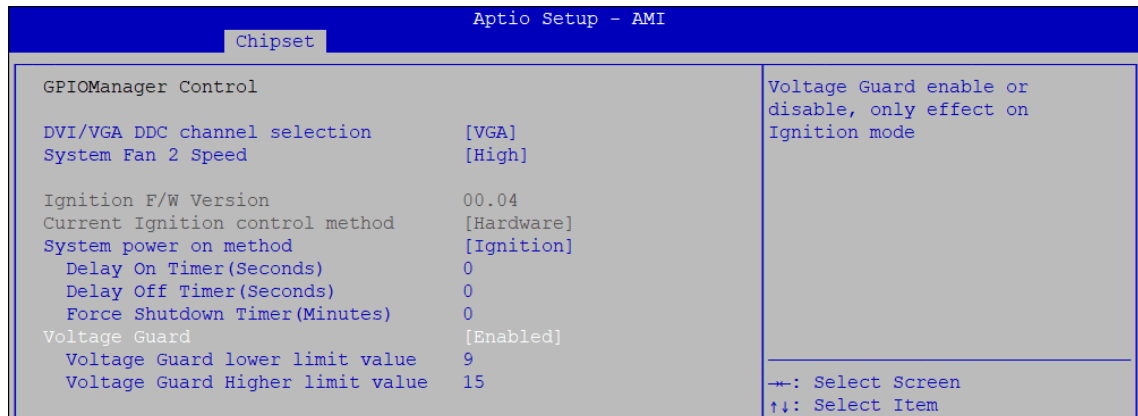 Aptio Setup - AMI
Chipset
GPIOManager Control
DVI/VGA DDC channel selection [VGA]
System Fan 2 Speed [High]
Ignition F/W Version 00.04
Current Ignition control method [Hardware]
System power on method [Ignition]
Delay On Timer(Seconds) 0
Delay Off Timer(Seconds) 0
Force Shutdown Timer(Minutes) 0
Voltage Guard [Enabled]
Voltage Guard lower limit value 9
Voltage Guard Higher limit value 15
Voltage Guard enable or
disable, only effect on
Ignition mode
→←: Select Screen
↑↓: Select Item